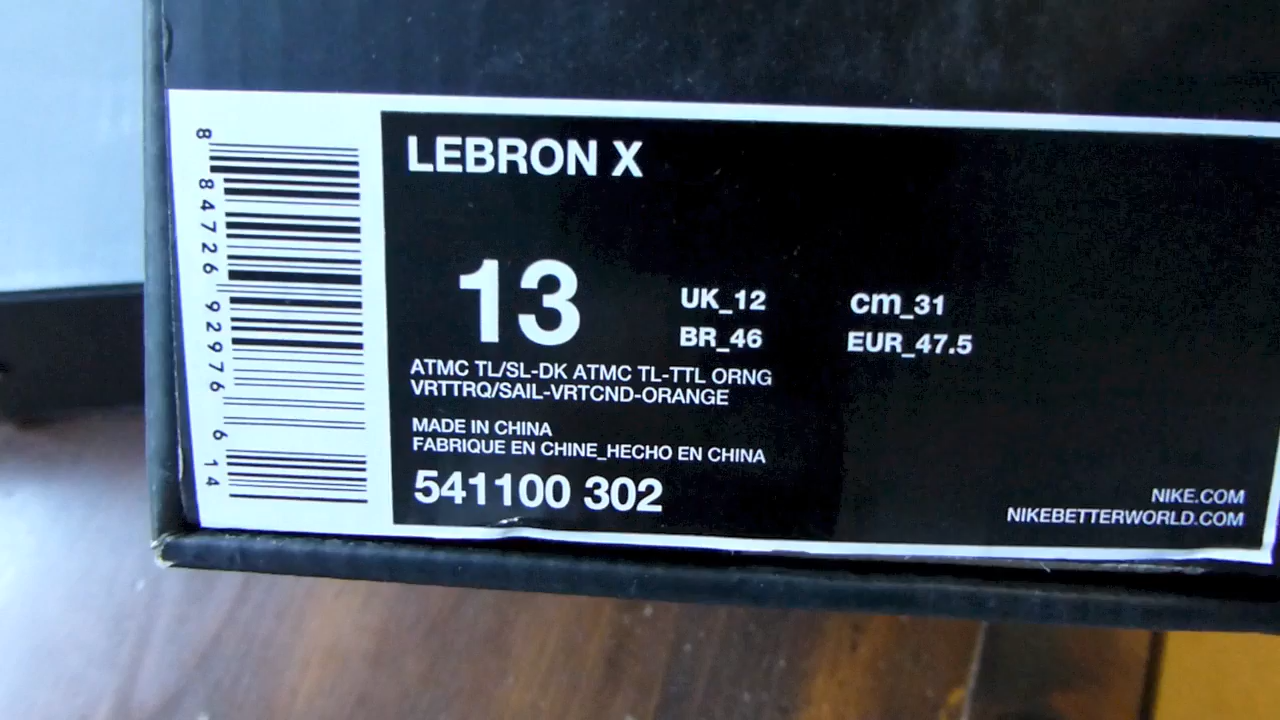 LEBRON X
13
UK_12 cm_31
BR_46 EUR_47.5
ATMC TL/SL-DK ATMC TL-TTL ORNG
VRTTRQ/SAIL-VRTCND-ORANGE
MADE IN CHINA
FABRIQUE EN CHINE_HECHO EN CHINA
541100 302
NIKE.COM
NIKEBETTERWORLD.COM
8 84726 92976 6 14